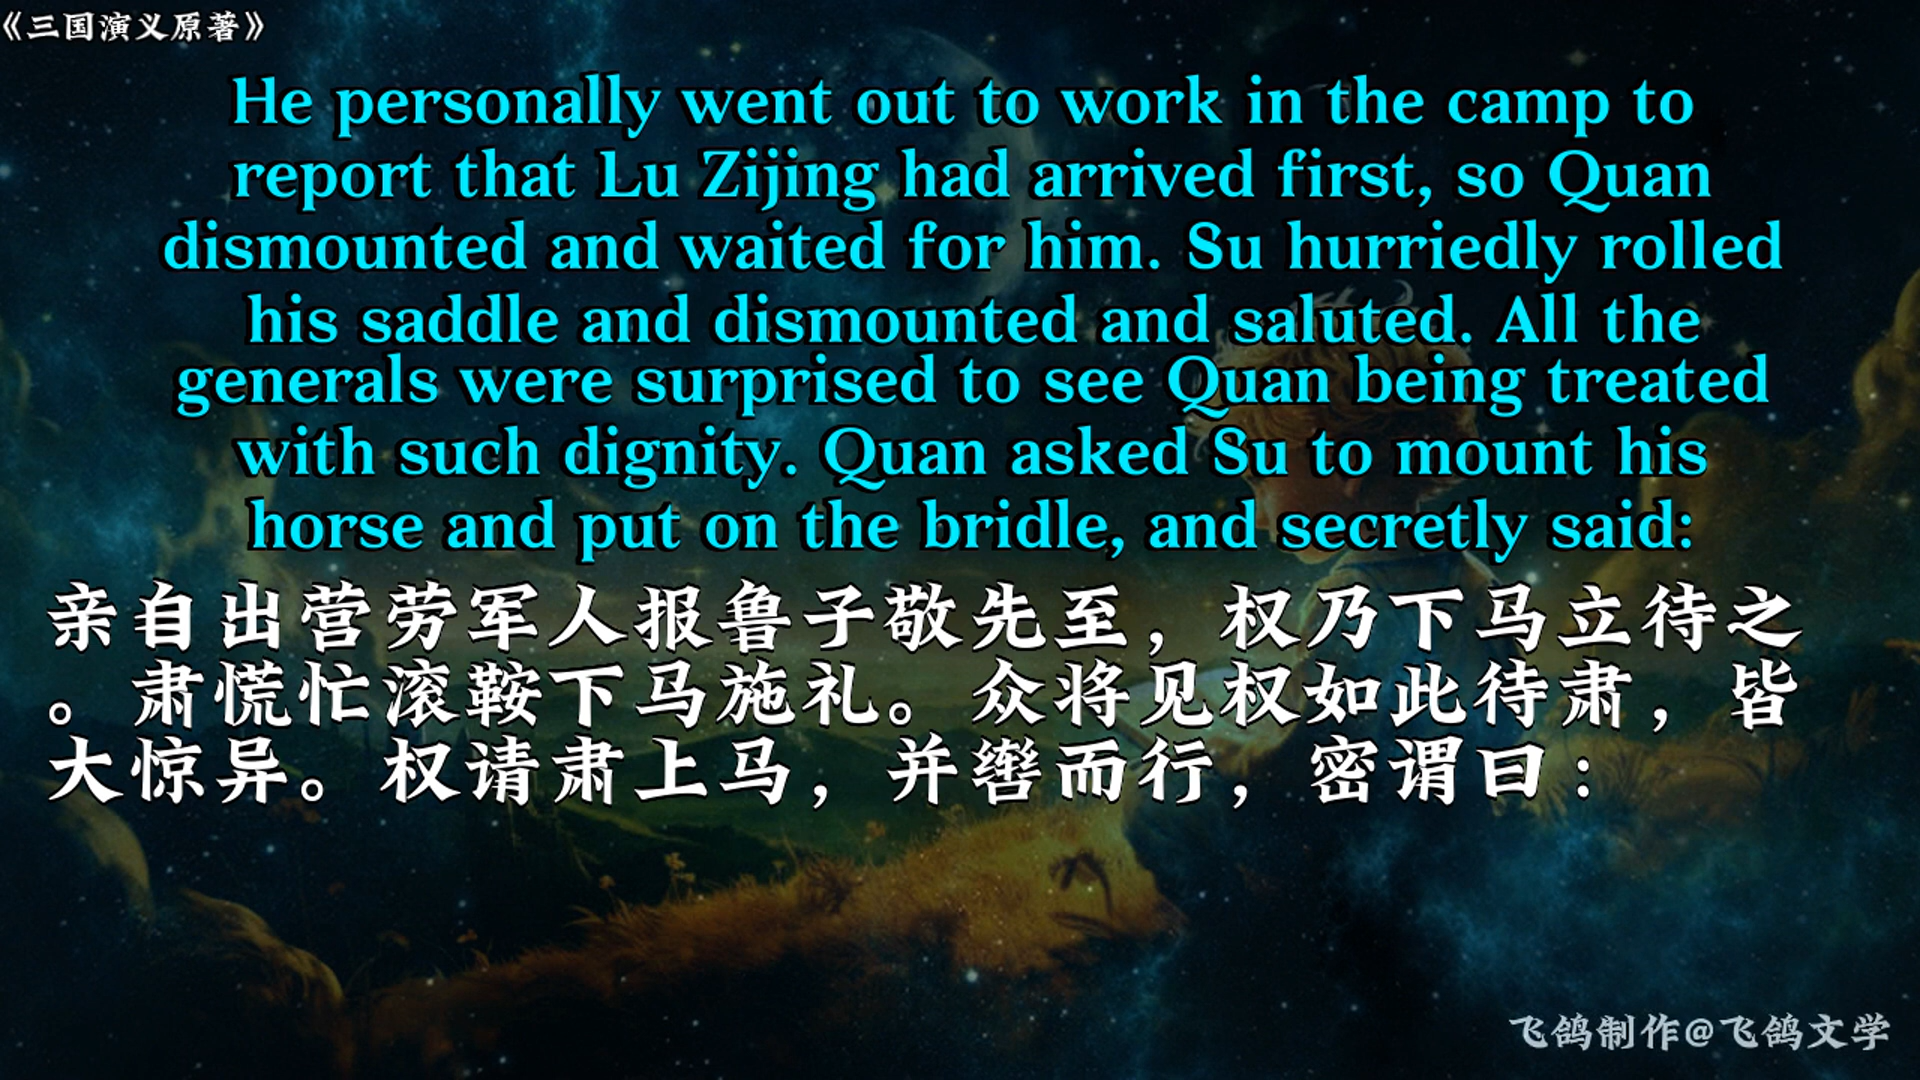 《三国演义原著》
He personally went out to work in the camp to
report that Lu Zijing had arrived first, so Quan
dismounted and waited for him. Su hurriedly rolled
his saddle and dismounted and saluted. All the
generals were surprised to see Quan being treated
with such dignity. Quan asked Su to mount his
horse and put on the bridle, and secretly said:
亲自出营劳军人报鲁子敬先至，权乃下马立待之
。肃慌忙滚鞍下马施礼。众将见权如此待肃，皆
大惊异。权请肃上马，并辔而行，密谓曰：
飞鸽制作@飞鸽文学